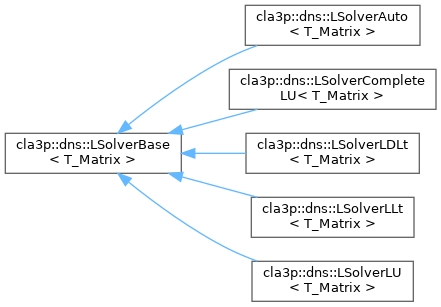 cla3p::dns::LSolverAuto
< T_Matrix >
cla3p::dns::LSolverComplete
LU< T_Matrix >
cla3p::dns::LSolverBase
< T_Matrix >
cla3p::dns::LSolverLDLt
< T_Matrix >
cla3p::dns::LSolverLLt
< T_Matrix >
cla3p::dns::LSolverLU
< T_Matrix >